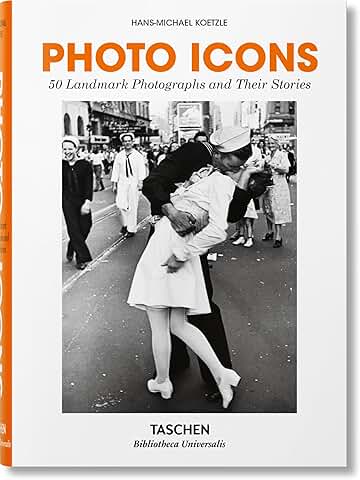 HANS-MICHAEL KOETZLE
PHOTO ICONS
50 Landmark Photographs and Their Stories
TASCHEN
Bibliotheca Universalis